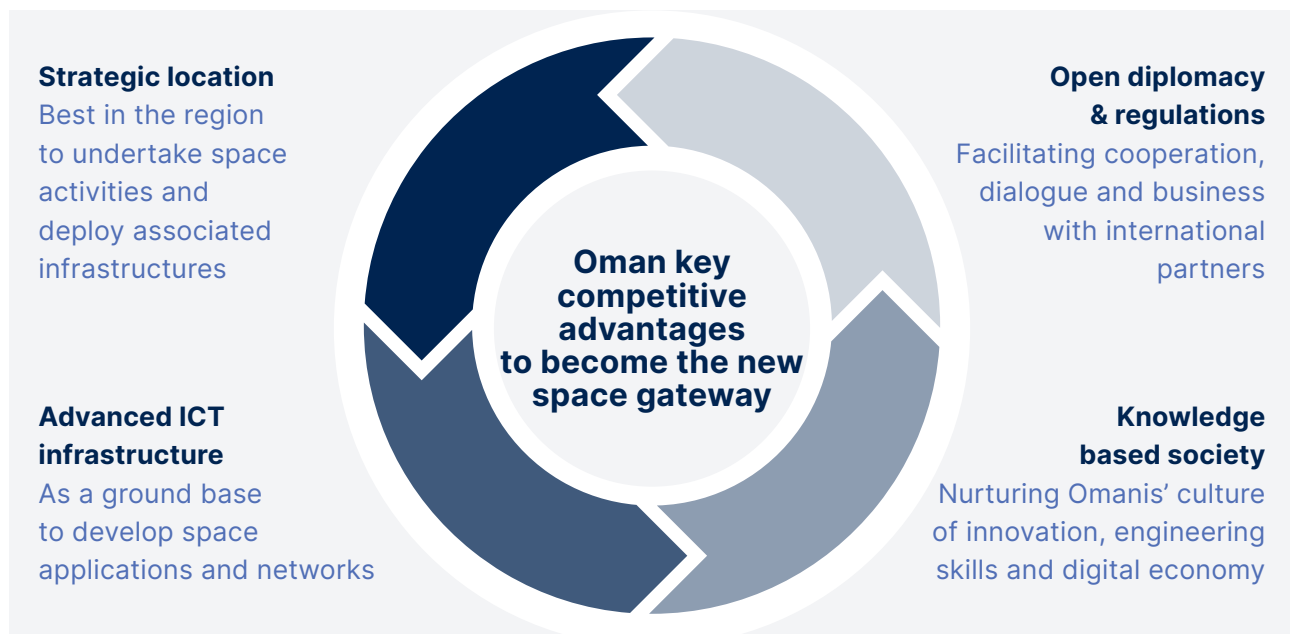 Strategic location
Best in the region
to undertake space
activities and
deploy associated
infrastructures
Open diplomacy
& regulations
Facilitating cooperation,
dialogue and business
with international
partners
Oman key
competitive
advantages
to become the new
space gateway
Advanced ICT
infrastructure
As a ground base
to develop space
applications and networks
Knowledge
based society
Nurturing Omanis’ culture
of innovation, engineering
skills and digital economy